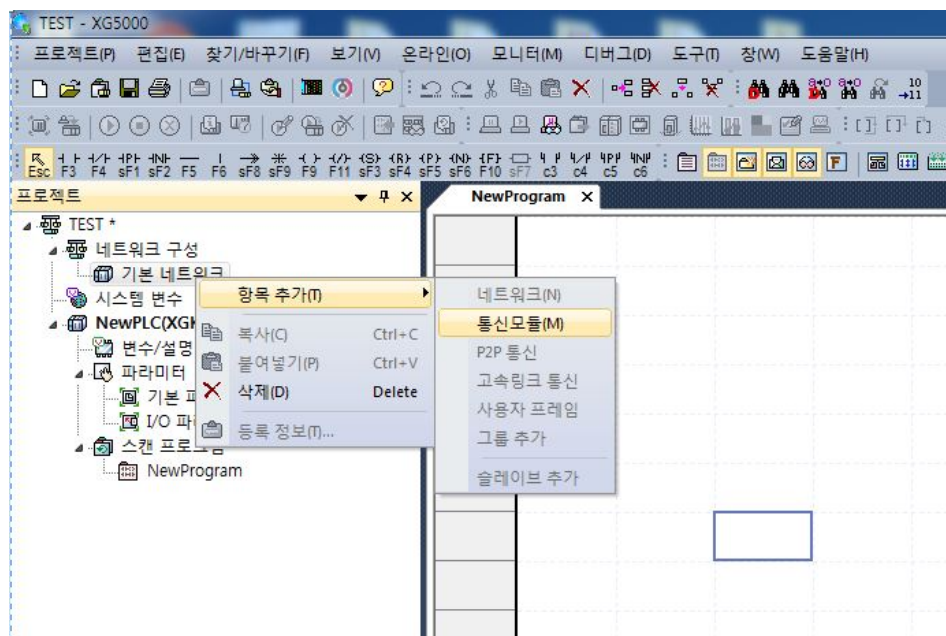 TEST - XG5000
프로젝트(P) 편집(E) 찾기/바꾸기(F) 보기(V) 온라인(O) 모니터(M) 디버그(D) 도구(T) 창(W) 도움말(H)
Esc F3 F4 sF1 sF2 F5 F6 sF8 sF9 F9 F11 sF3 sF4 sF5 sF6 F10 sF7 c3 c4 c5 c6
프로젝트
NewProgram
TEST *
네트워크 구성
기본 네트워크
시스템 변수
NewPLC(XGK
변수/설명
파라미터
기본 파
I/O 파
스캔 프로그램
NewProgram
항목 추가(T)
복사(C) Ctrl+C
붙여넣기(P) Ctrl+V
삭제(D) Delete
등록 정보(T)...
네트워크(N)
통신모듈(M)
P2P 통신
고속링크 통신
사용자 프레임
그룹 추가
슬레이브 추가